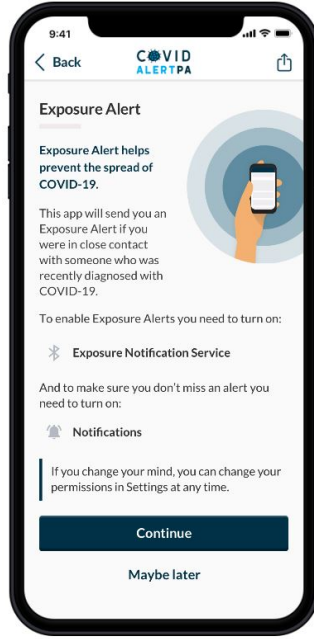 9:41
Back
COVID
ALERTPA
Exposure Alert
Exposure Alert helps
prevent the spread of
COVID-19.
This app will send you an
Exposure Alert if you
were in close contact
with someone who was
recently diagnosed with
COVID-19.
To enable Exposure Alerts you need to turn on:
Exposure Notification Service
And to make sure you don't miss an alert you
need to turn on:
Notifications
If you change your mind, you can change your
permissions in Settings at any time.
Continue
Maybe later